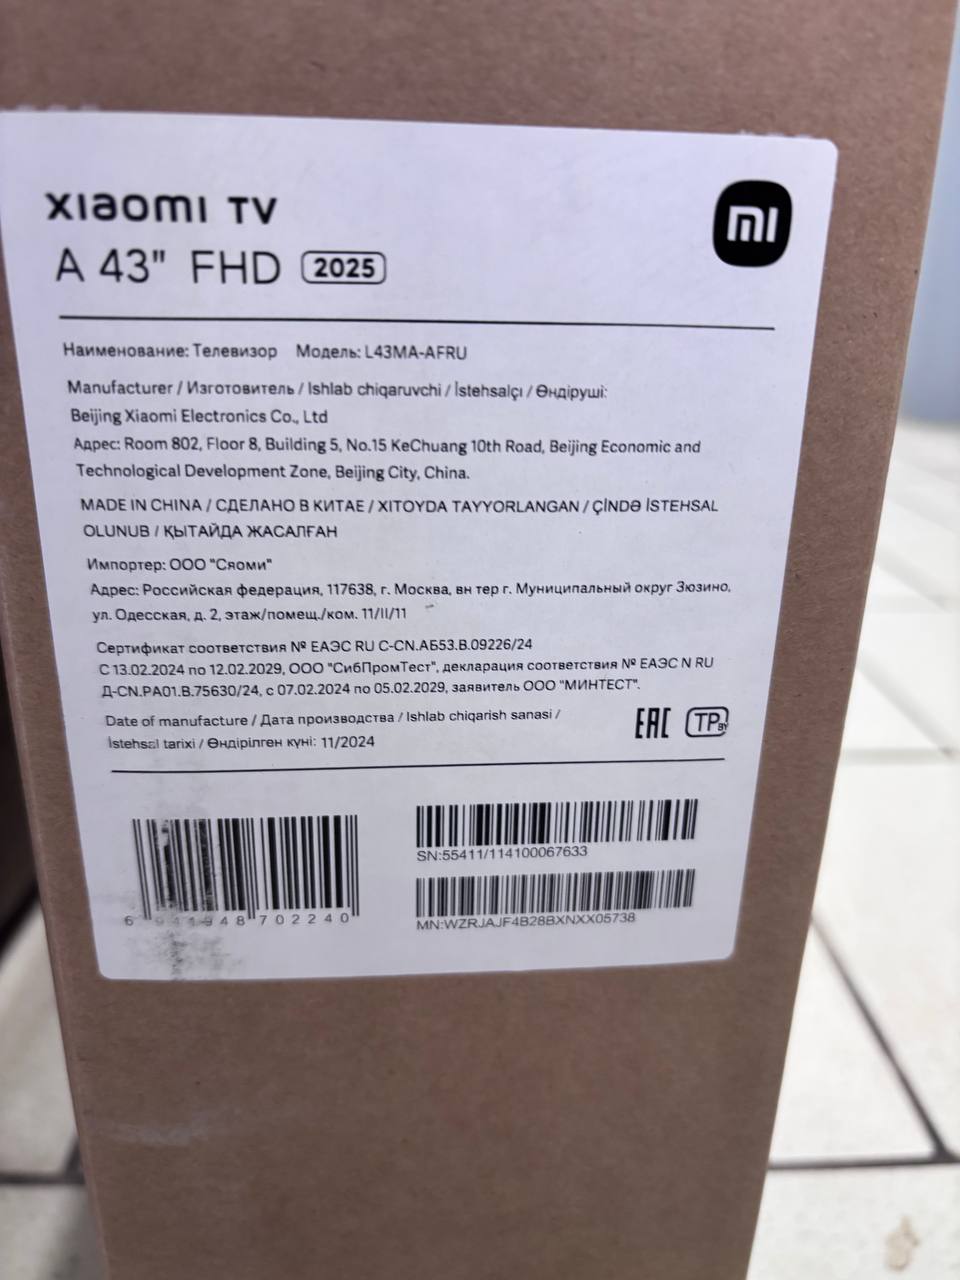 xiaomi TV
mi
A 43" FHD 2025
Наименование: Телевизор Модель: L43MA-AFRU
Manufacturer / Изготовитель / Ishlab chiqaruvchi / İstehsalçı / Өндіруші:
Beijing Xiaomi Electronics Co., Ltd
Адрес: Room 802, Floor 8, Building 5, No.15 KeChuang 10th Road, Beijing Economic and
Technological Development Zone, Beijing City, China.
MADE IN CHINA / СДЕЛАНО В КИТАЕ / XITOYDA TAYYORLANGAN / ÇİNDƏ İSTEHSAL
OLUNUB / ҚЫТАЙДА ЖАСАЛҒАН
Импортер: ООО "Сяоми"
Адрес: Российская федерация, 117638, г. Москва, вн тер г. Муниципальный округ Зюзино,
ул. Одесская, д. 2, этаж/помещ./ком. 11/II/11
Сертификат соответствия № ЕАЭС RU C-CN.АБ53.В.09226/24
С 13.02.2024 по 12.02.2029, ООО "СибПромТест", декларация соответствия № ЕАЭС N RU
Д-CN.РА01.В.75630/24, с 07.02.2024 по 05.02.2029, заявитель ООО "МИНТЕСТ".
Date of manufacture / Дата производства / Ishlab chiqarish sanasi /
İstehsal tarixi / Өндірілген күні: 11/2024
EAC TP BY
SN:55411/114100067633
6 941948 702240
MN:WZRJAJF4B28BXNXX05738